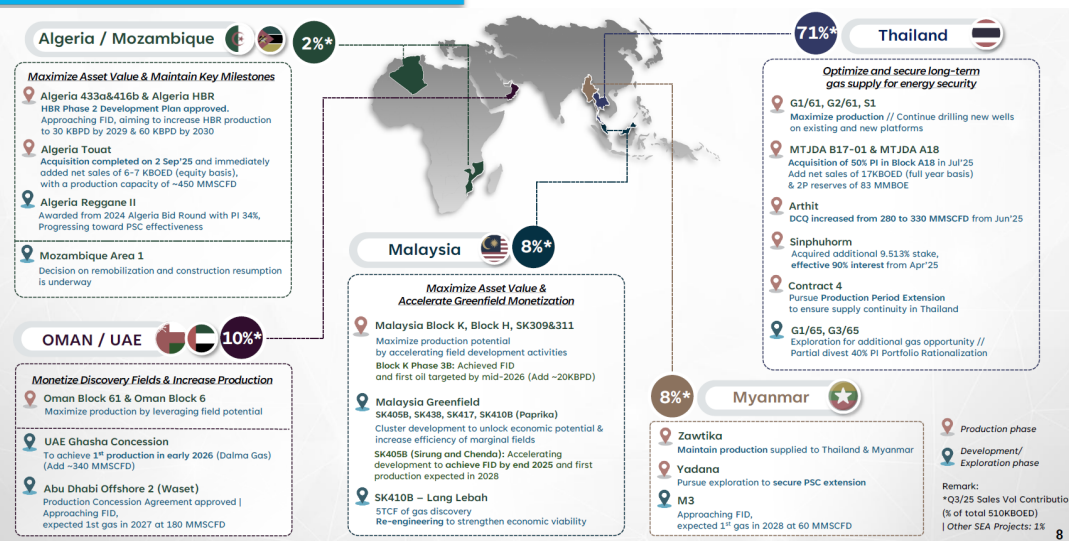 Algeria / Mozambique
2%*
Maximize Asset Value & Maintain Key Milestones
Algeria 433a&416b & Algeria HBR
HBR Phase 2 Development Plan approved.
Approaching FID, aiming to increase HBR production
to 30 KBPD by 2029 & 60 KBPD by 2030
Algeria Touat
Acquisition completed on 2 Sep'25 and immediately
added net sales of 6-7 KBOED (equity basis),
with a production capacity of ~450 MMSCFD
Algeria Reggane II
Awarded from 2024 Algeria Bid Round with PI 34%,
Progressing toward PSC effectiveness
Mozambique Area 1
Decision on remobilization and construction resumption
is underway
OMAN / UAE
10%*
Monetize Discovery Fields & Increase Production
Oman Block 61 & Oman Block 6
Maximize production by leveraging field potential
UAE Ghasha Concession
To achieve 1st production in early 2026 (Dalma Gas)
(Add ~340 MMSCFD)
Abu Dhabi Offshore 2 (Waset)
Production Concession Agreement approved |
Approaching FID,
expected 1st gas in 2027 at 180 MMSCFD
Malaysia
8%*
Maximize Asset Value &
Accelerate Greenfield Monetization
Malaysia Block K, Block H, SK309&311
Maximize production potential
by accelerating field development activities
Block K Phase 3B: Achieved FID
and first oil targeted by mid-2026 (Add ~20KBPD)
Malaysia Greenfield
SK405B, SK438, SK417, SK410B (Paprika)
Cluster development to unlock economic potential &
increase efficiency of marginal fields
SK405B (Sirung and Chenda): Accelerating
development to achieve FID by end 2025 and first
production expected in 2028
SK410B – Lang Lebah
5TCF of gas discovery
Re-engineering to strengthen economic viability
71%*
Thailand
Optimize and secure long-term
gas supply for energy security
G1/61, G2/61, S1
Maximize production // Continue drilling new wells
on existing and new platforms
MTJDA B17-01 & MTJDA A18
Acquisition of 50% PI in Block A18 in Jul'25
Add net sales of 17KBOED (full year basis)
& 2P reserves of 83 MMBOE
Arthit
DCQ increased from 280 to 330 MMSCFD from Jun'25
Sinphuhorm
Acquired additional 9.513% stake,
effective 90% interest from Apr'25
Contract 4
Pursue Production Period Extension
to ensure supply continuity in Thailand
G1/65, G3/65
Exploration for additional gas opportunity //
Partial divest 40% PI Portfolio Rationalization
8%*
Myanmar
Zawtika
Maintain production supplied to Thailand & Myanmar
Yadana
Pursue exploration to secure PSC extension
M3
Approaching FID,
expected 1st gas in 2028 at 60 MMSCFD
Production phase
Development/
Exploration phase
Remark:
*Q3/25 Sales Vol Contributio
(% of total 510KBOED)
| Other SEA Projects: 1%
8